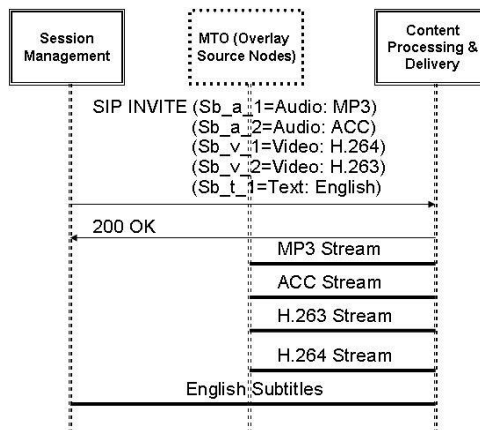 Session
Management
MTO (Overlay
Source Nodes)
Content
Processing &
Delivery
SIP INVITE (Sb_a_1=Audio: MP3)
(Sb_a_2=Audio: ACC)
(Sb_v_1=Video: H.264)
(Sb_v_2=Video: H.263)
(Sb_t_1=Text: English)
200 OK
MP3 Stream
ACC Stream
H.263 Stream
H.264 Stream
English Subtitles